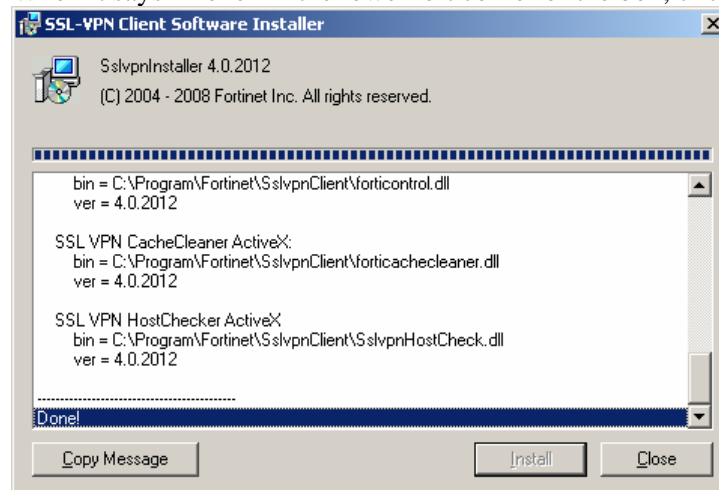 SSL-VPN Client Software Installer
SslvpnInstaller 4.0.2012
(C) 2004 - 2008 Fortinet Inc. All rights reserved.
bin = C:\Program\Fortinet\SslvpnClient\forticontrol.dll
ver = 4.0.2012
SSL VPN CacheCleaner ActiveX:
bin = C:\Program\Fortinet\SslvpnClient\forticachecleaner.dll
ver = 4.0.2012
SSL VPN HostChecker ActiveX
bin = C:\Program\Fortinet\SslvpnClient\SslvpnHostCheck.dll
ver = 4.0.2012
-------------------------------------------
Done!
Copy Message
Install
Close